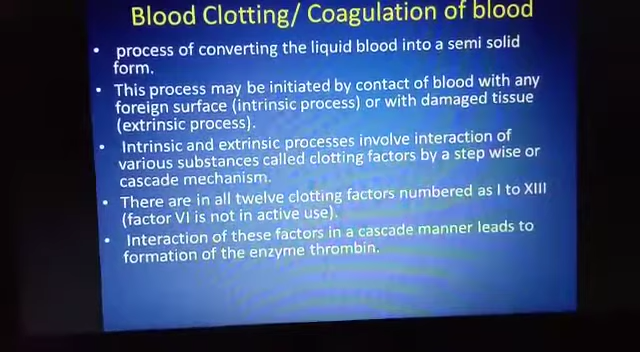 Blood Clotting/ Coagulation of blood
• process of converting the liquid blood into a semi solid
form.
• This process may be initiated by contact of blood with any
foreign surface (intrinsic process) or with damaged tissue
(extrinsic process).
• Intrinsic and extrinsic processes involve interaction of
various substances called clotting factors by a step wise or
cascade mechanism.
• There are in all twelve clotting factors numbered as I to XIII
(factor VI is not in active use).
• Interaction of these factors in a cascade manner leads to
formation of the enzyme thrombin.